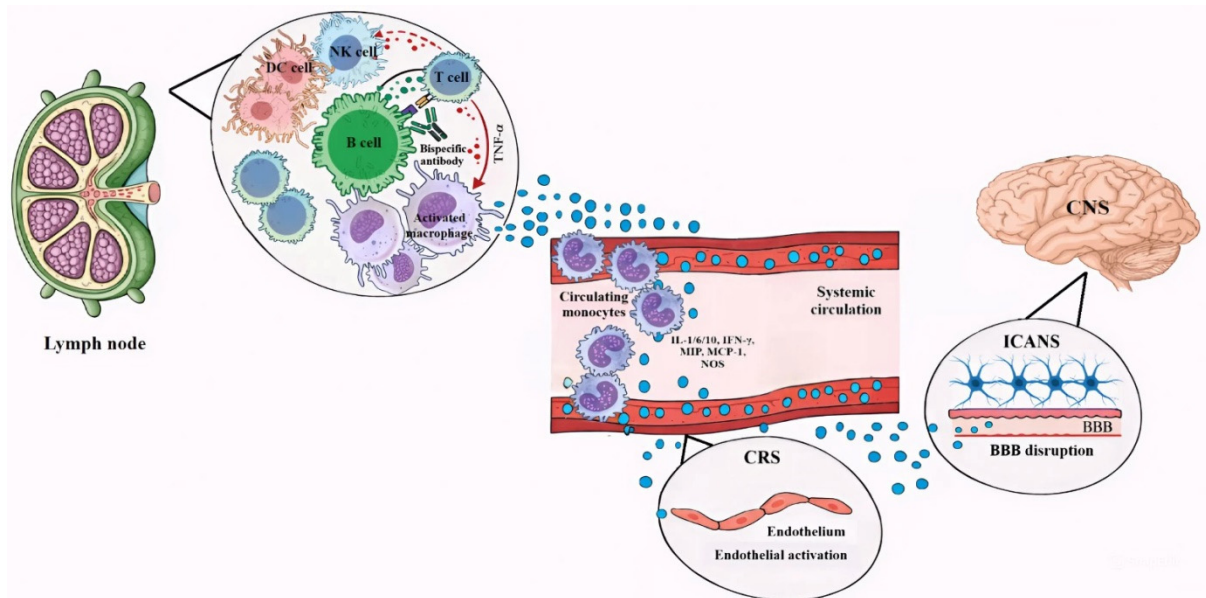 NK cell
DC cell
T cell
B cell
Bispecific
antibody
TNF-α
Activated
macrophage
Lymph node
CNS
Circulating
monocytes
Systemic
circulation
IL-1/6/10, IFN-γ,
MIP, MCP-1,
NOS
ICANS
BBB
BBB disruption
CRS
Endothelium
Endothelial activation